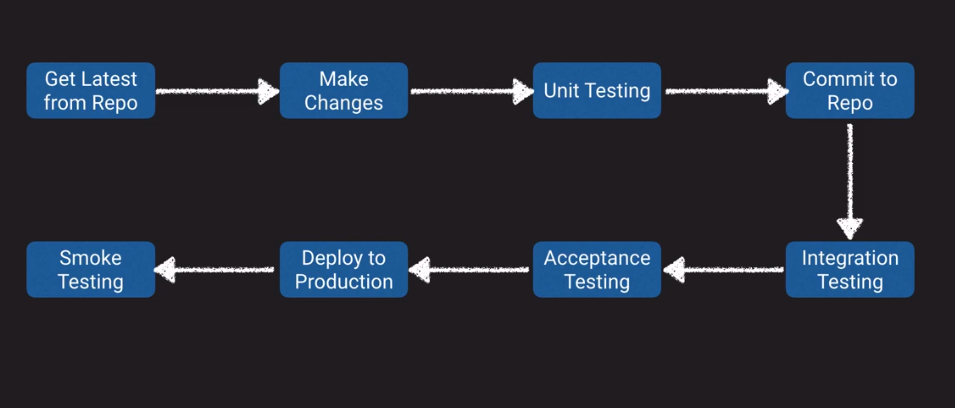 Get Latest
from Repo
Make
Changes
Unit Testing
Commit to
Repo
Smoke
Testing
Deploy to
Production
Acceptance
Testing
Integration
Testing